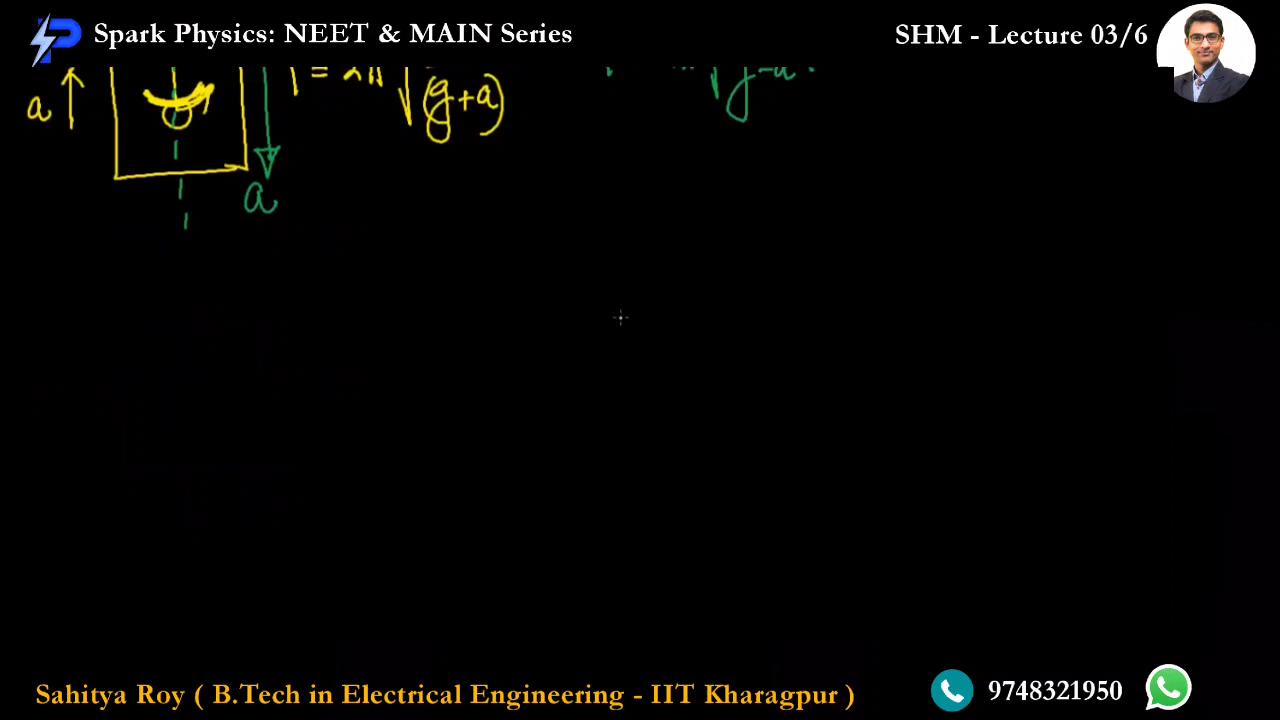 Spark Physics: NEET & MAIN Series
SHM - Lecture 03/6
a
(g+a)
a
Sahitya Roy ( B.Tech in Electrical Engineering - IIT Kharagpur )
9748321950